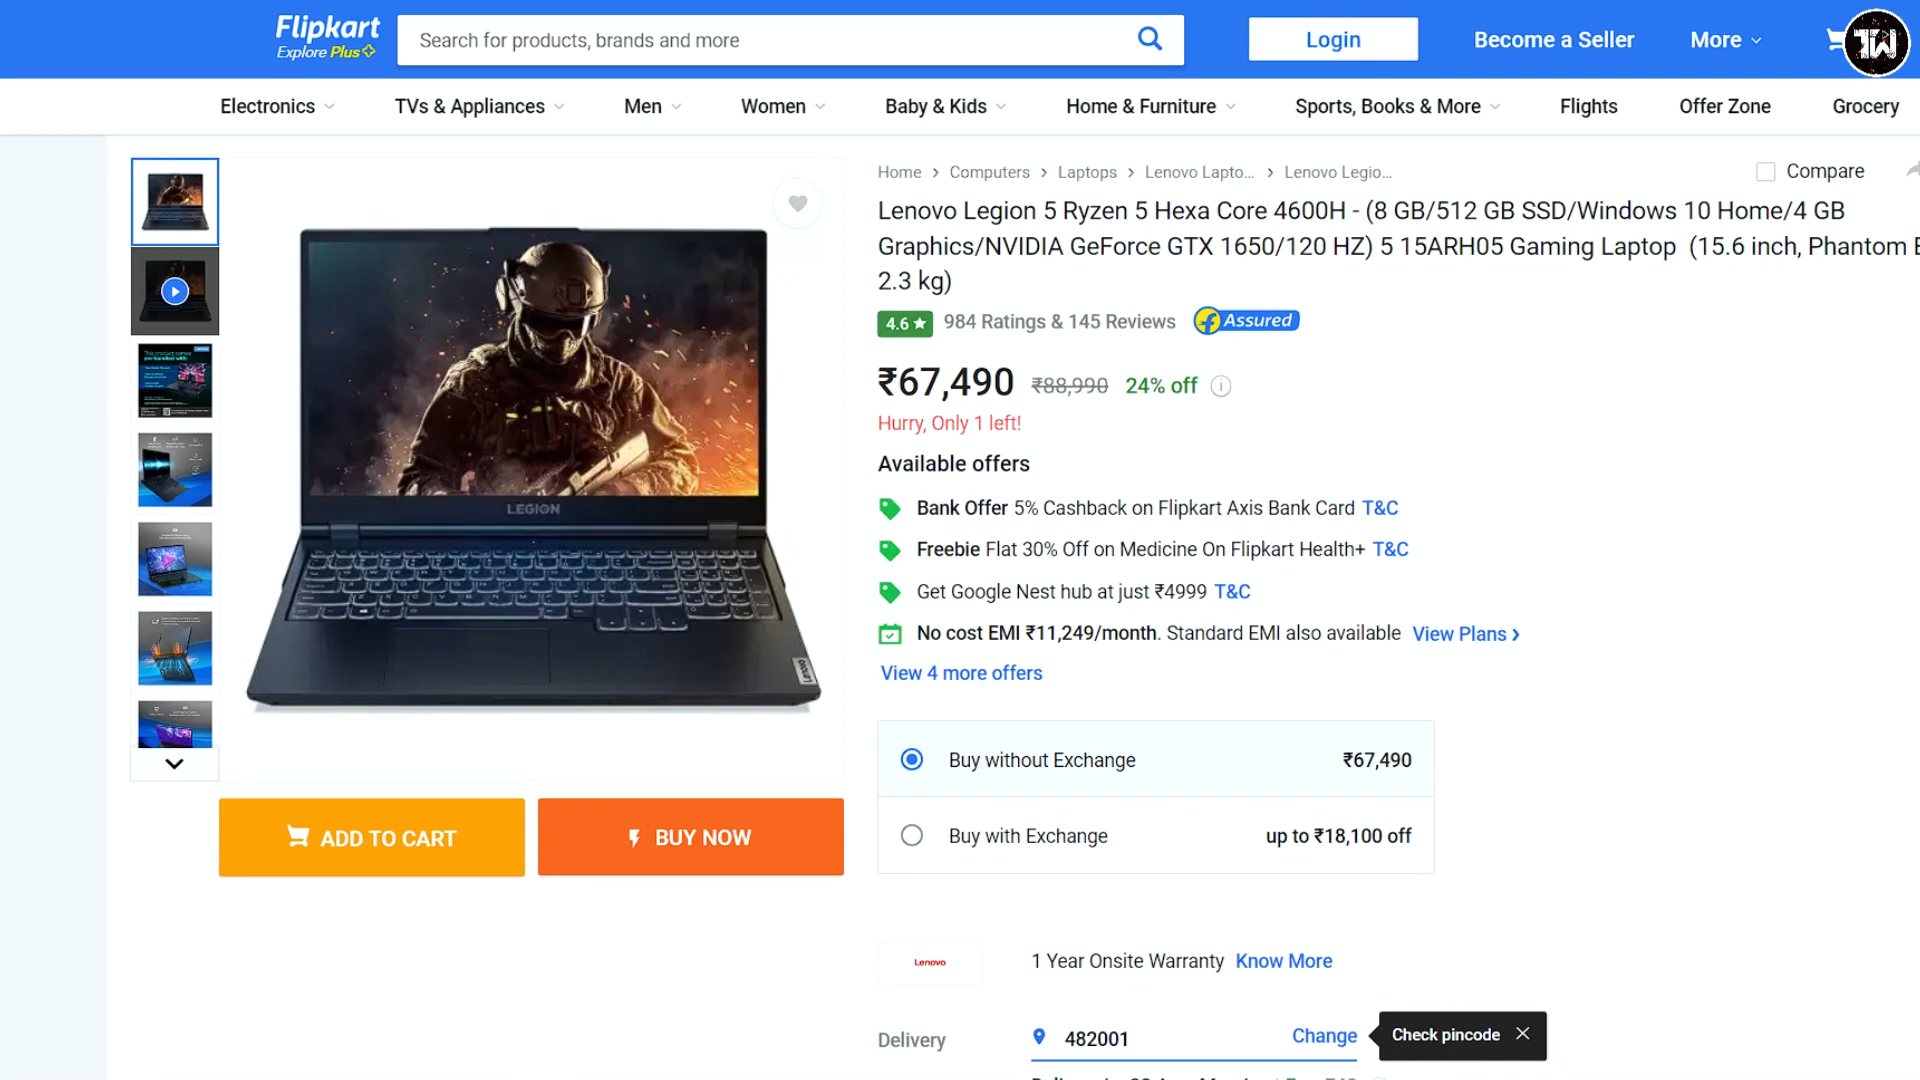 Flipkart
Explore Plus
Search for products, brands and more
Login
Become a Seller
More
TW
Electronics
TVs & Appliances
Men
Women
Baby & Kids
Home & Furniture
Sports, Books & More
Flights
Offer Zone
Grocery
Home > Computers > Laptops > Lenovo Lapto... > Lenovo Legio...
Compare
Lenovo Legion 5 Ryzen 5 Hexa Core 4600H - (8 GB/512 GB SSD/Windows 10 Home/4 GB
Graphics/NVIDIA GeForce GTX 1650/120 HZ) 5 15ARH05 Gaming Laptop (15.6 inch, Phantom
2.3 kg)
4.6★ 984 Ratings & 145 Reviews
Assured
₹67,490 ₹88,990 24% off
Hurry, Only 1 left!
Available offers
Bank Offer 5% Cashback on Flipkart Axis Bank Card T&C
Freebie Flat 30% Off on Medicine On Flipkart Health+ T&C
Get Google Nest hub at just ₹4999 T&C
No cost EMI ₹11,249/month. Standard EMI also available View Plans ›
View 4 more offers
LEGION
Lenovo
Buy without Exchange ₹67,490
Buy with Exchange up to ₹18,100 off
ADD TO CART
BUY NOW
Lenovo
1 Year Onsite Warranty Know More
Delivery
482001
Change
Check pincode